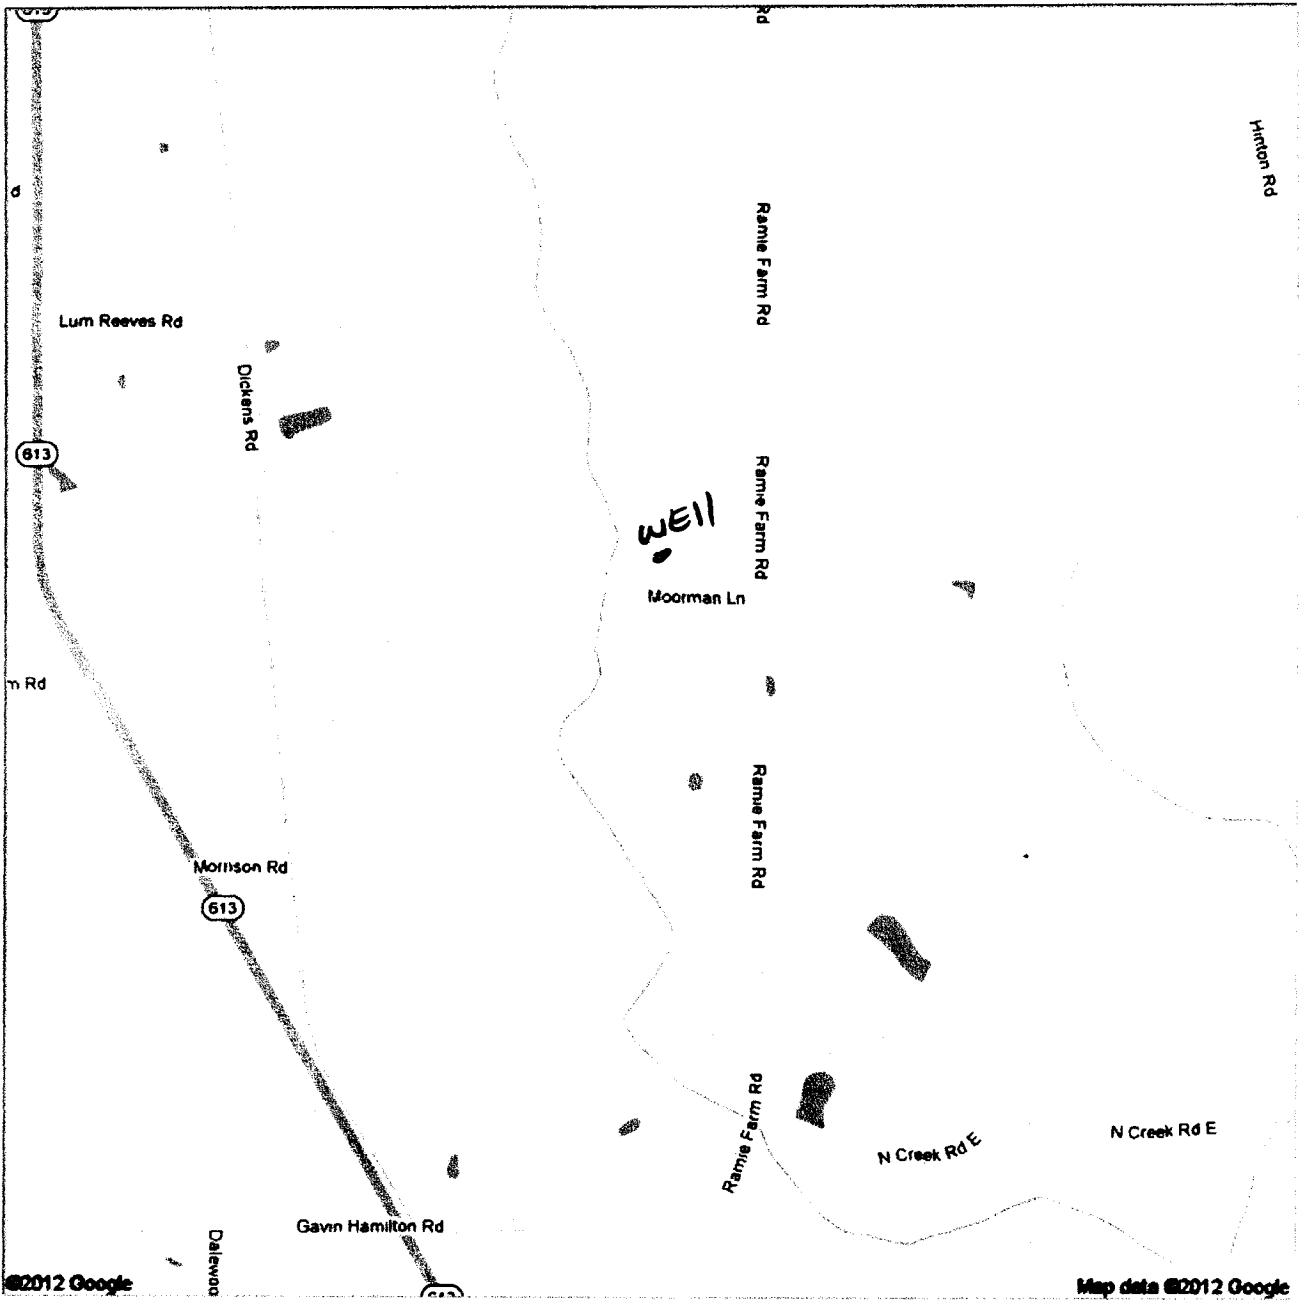 Rd
Hinton Rd
d
Ramie Farm Rd
Lum Reeves Rd
Dickens Rd
613
Ramie Farm Rd
WEll
Moorman Ln
n Rd
Ramie Farm Rd
Morrison Rd
613
Ramie Farm Rd
N Creek Rd E
N Creek Rd E
Gavin Hamilton Rd
Dalewoo
©2012 Google
Map data ©2012 Google